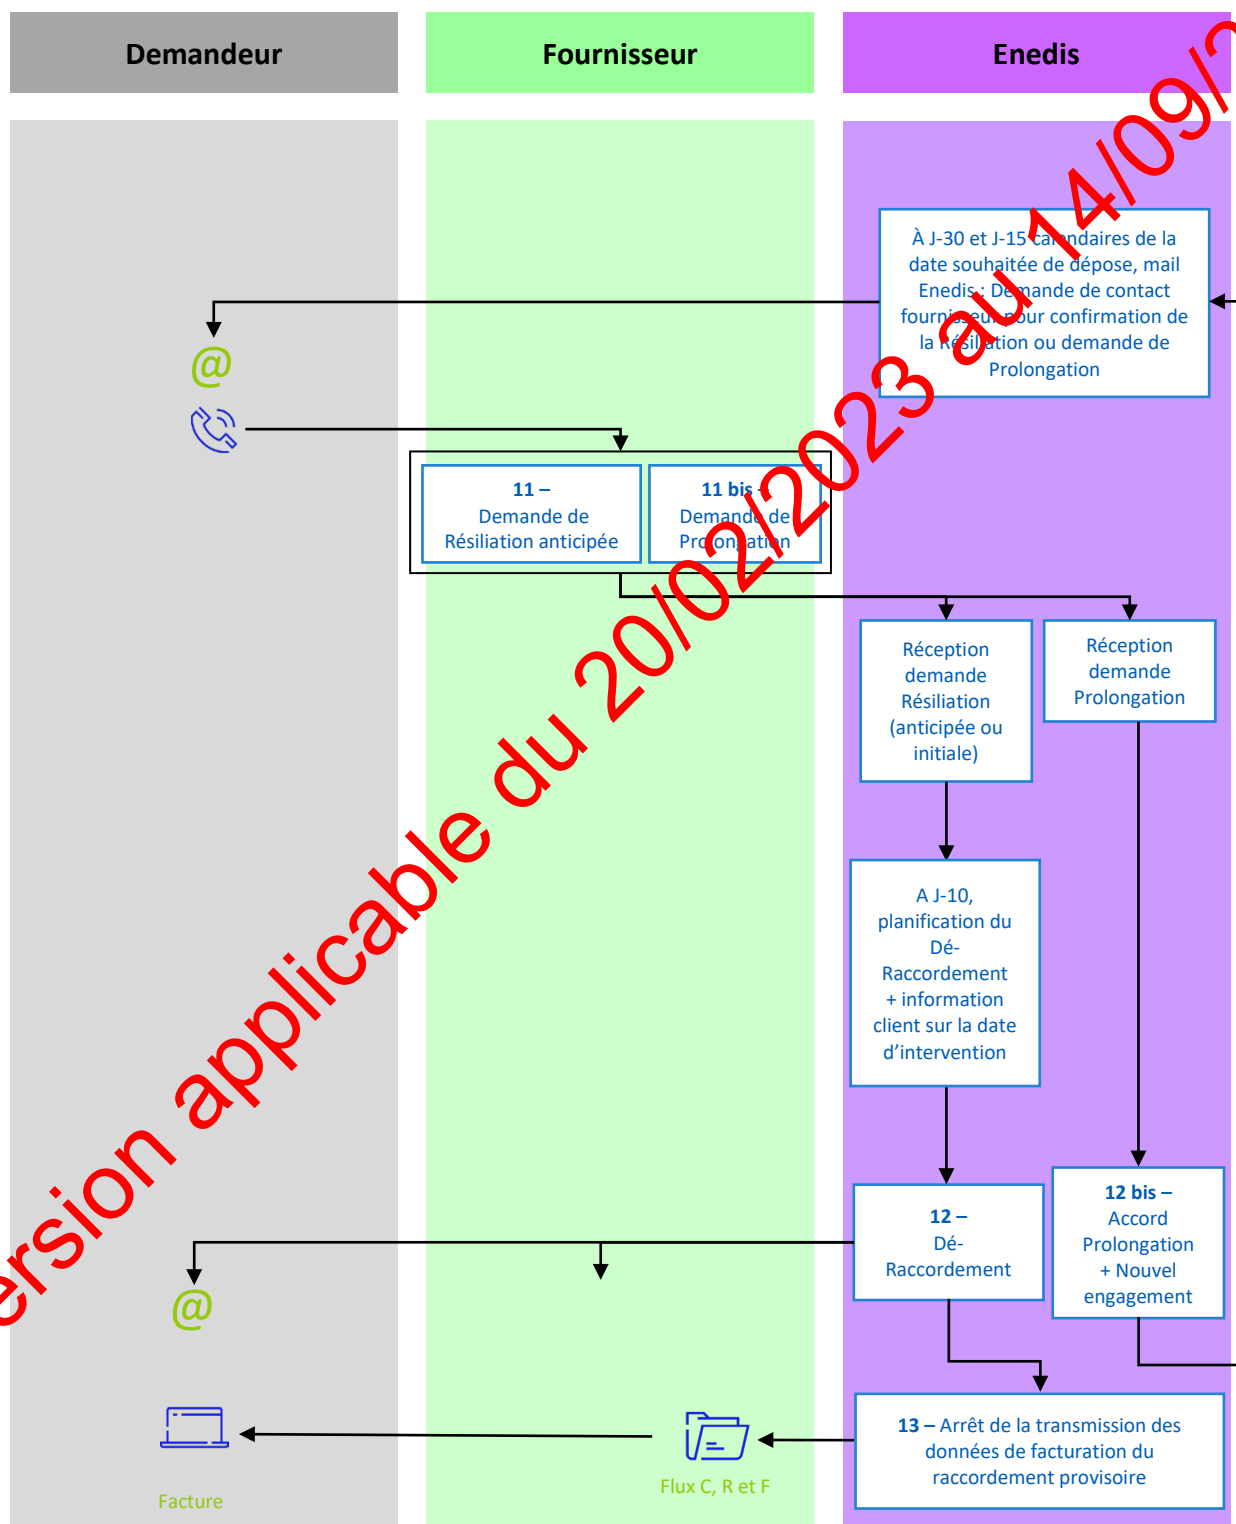 Demandeur
Fournisseur
Enedis
À J-30 et J-15 calendaires de la
date souhaitée de dépose, mail
Enedis : Demande de contact
fournisseur pour confirmation de
la Résiliation ou demande de
Prolongation
@
11 –
Demande de
Résiliation anticipée
11 bis –
Demande de
Prolongation
Réception
demande
Résiliation
(anticipée ou
initiale)
Réception
demande
Prolongation
A J-10,
planification du
Dé-
Raccordement
+ information
client sur la date
d'intervention
12 –
Dé-
Raccordement
12 bis –
Accord
Prolongation
+ Nouvel
engagement
@
13 – Arrêt de la transmission des
données de facturation du
raccordement provisoire
Flux C, R et F
Facture
ersion applicable du 20/02/2023 au 14/09/2